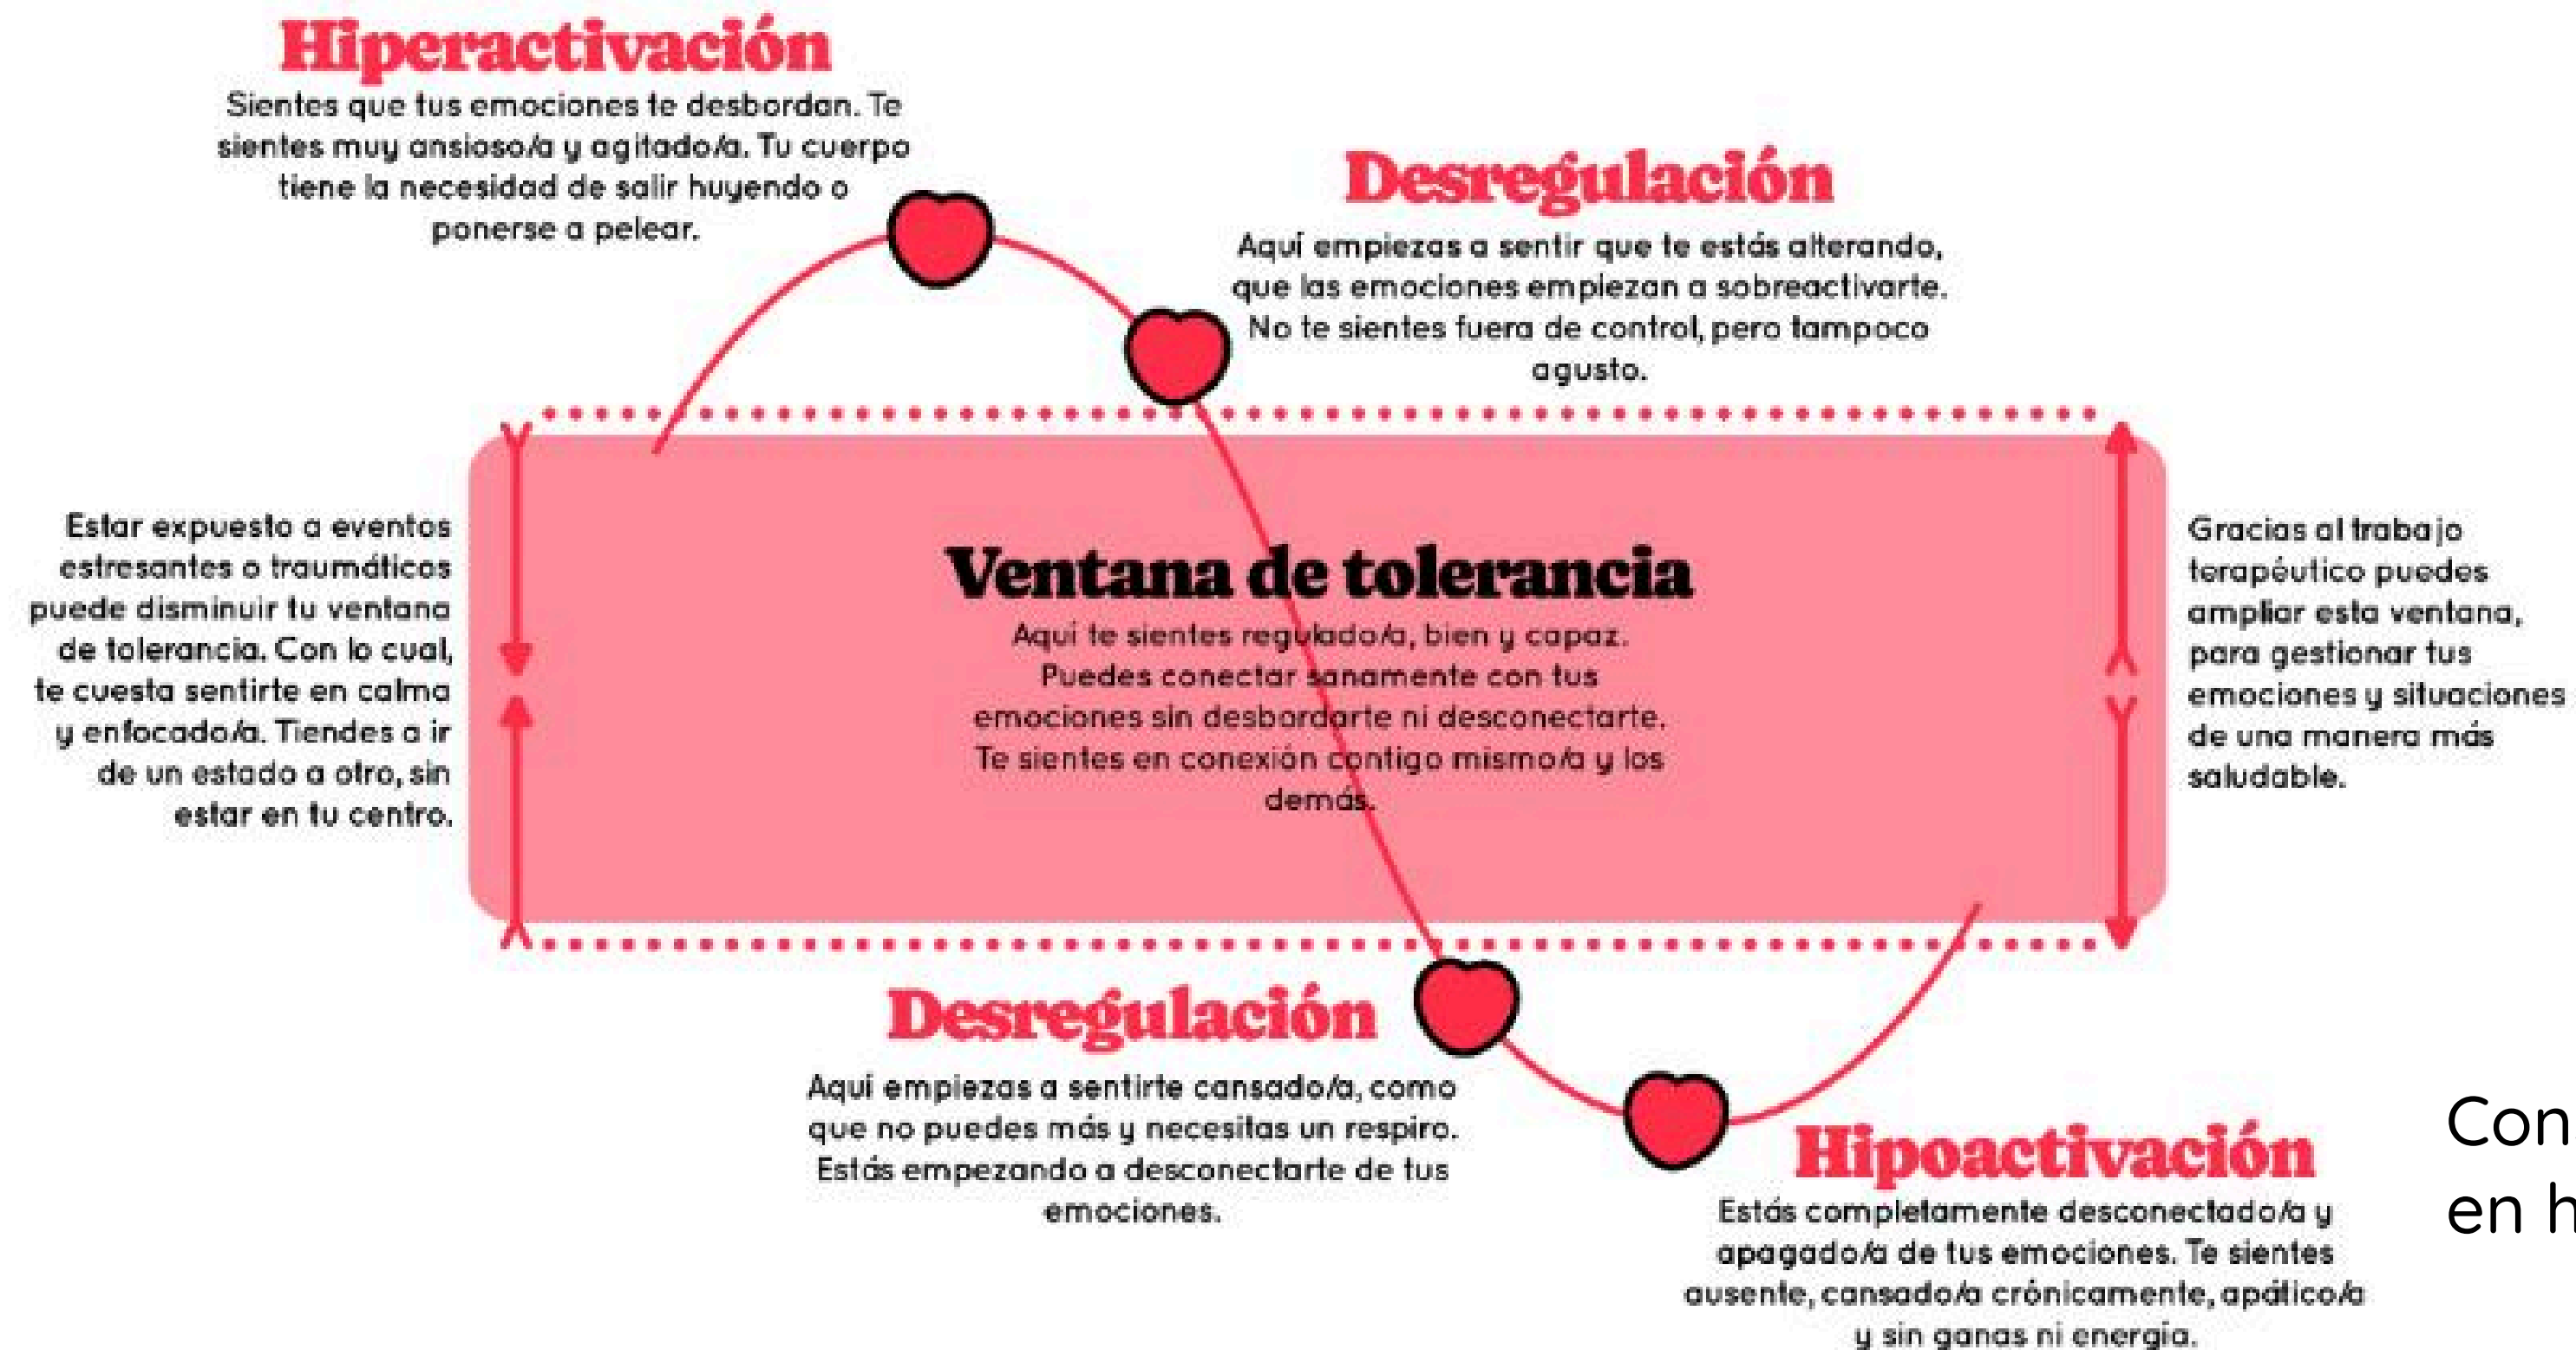 Hiperactivación
Sientes que tus emociones te desbordan. Te
sientes muy ansioso/a y agitado/a. Tu cuerpo
tiene la necesidad de salir huyendo o
ponerse a pelear.
Desregulación
Aquí empiezas a sentir que te estás alterando,
que las emociones empiezan a sobreactivarte.
No te sientes fuera de control, pero tampoco
agusto.
Estar expuesto a eventos
estresantes o traumáticos
puede disminuir tu ventana
de tolerancia. Con lo cual,
te cuesta sentirte en calma
y enfocado/a. Tiendes a ir
de un estado a otro, sin
estar en tu centro.
Ventana de tolerancia
Aquí te sientes regulado/a, bien y capaz.
Puedes conectar sanamente con tus
emociones sin desbordarte ni desconectarte.
Te sientes en conexión contigo mismo/a y los
demás.
Gracias al trabajo
terapéutico puedes
ampliar esta ventana,
para gestionar tus
emociones y situaciones
de una manera más
saludable.
Desregulación
Aquí empiezas a sentirte cansado/a, como
que no puedes más y necesitas un respiro.
Estás empezando a desconectarte de tus
emociones.
Hipoactivación
Estás completamente desconectado/a y
apagado/a de tus emociones. Te sientes
ausente, cansado/a crónicamente, apático/a
y sin ganas ni energía.
Con
en h